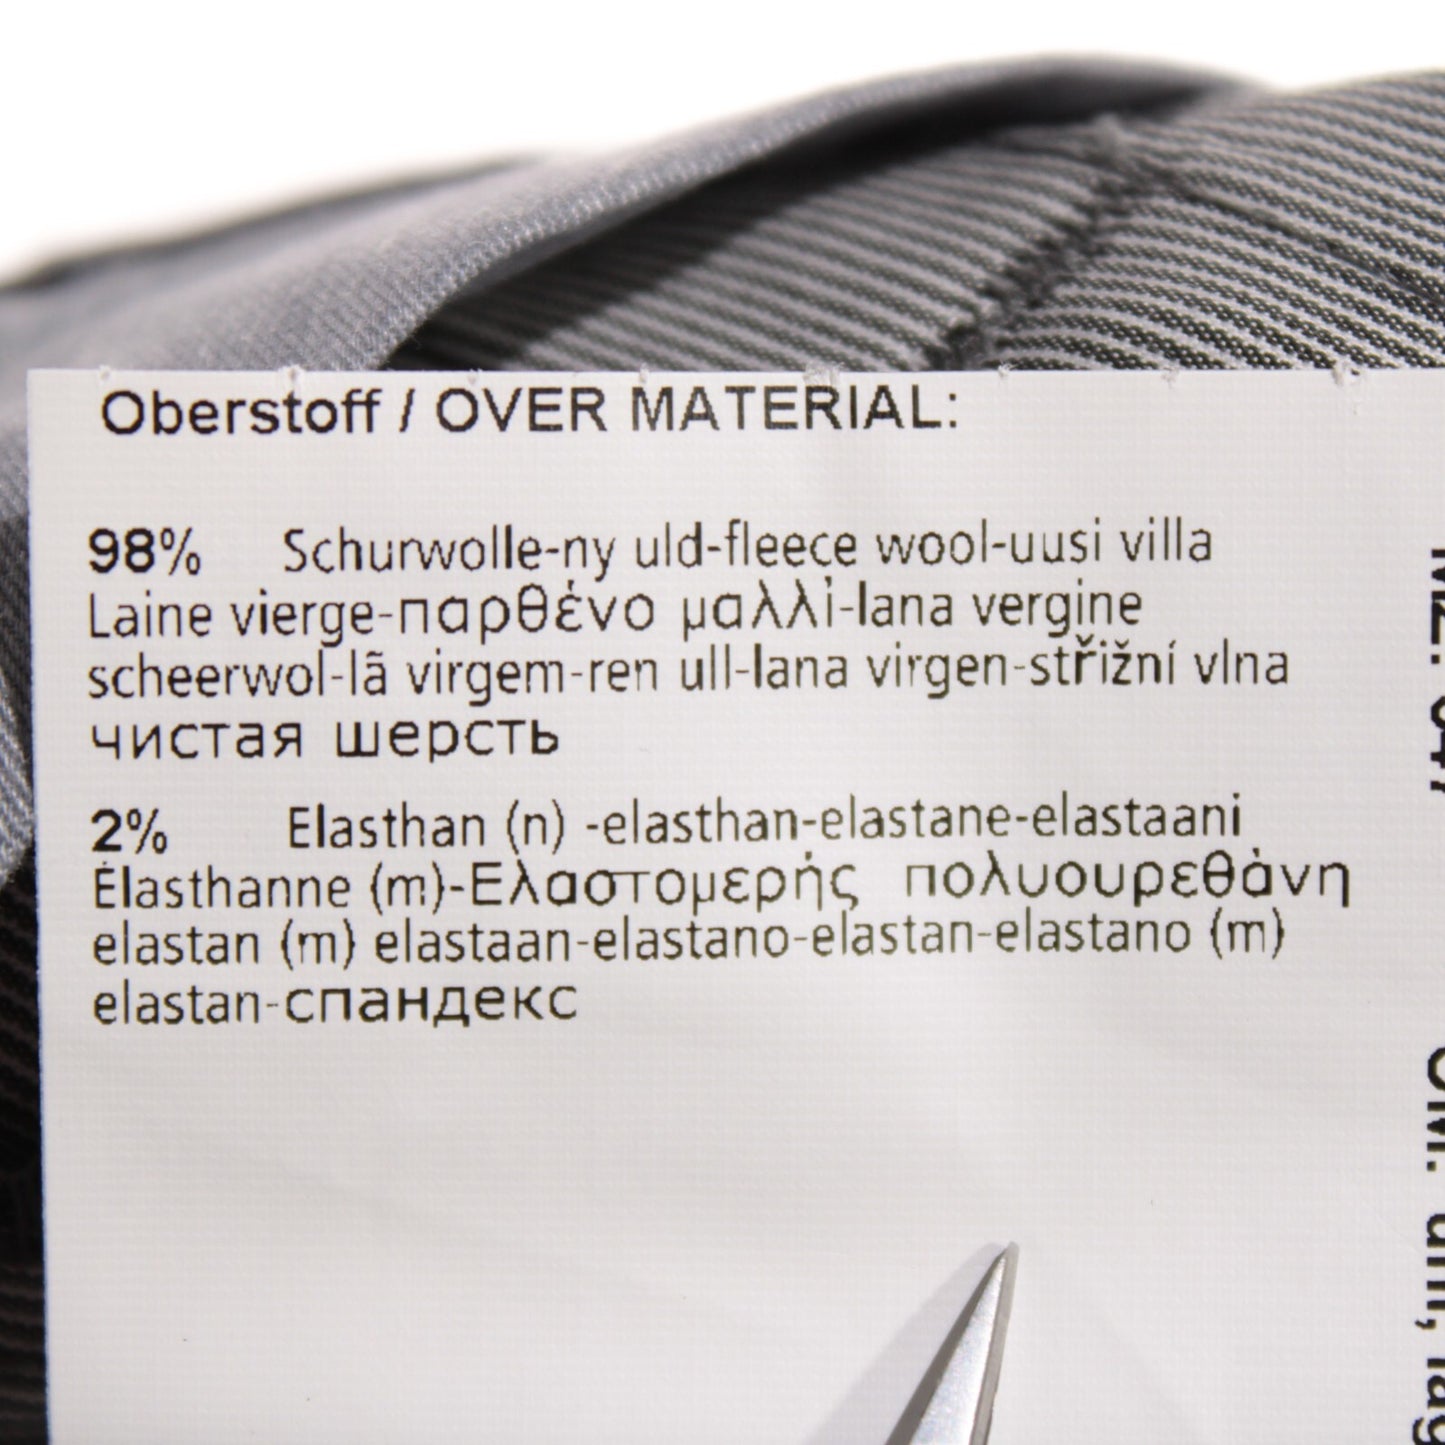 Oberstoff / OVER MATERIAL:
98% Schurwolle-ny uld-fleece wool-uusi villa
Laine vierge-παρθένο μαλλί-lana vergine
scheerwol-lã virgem-ren ull-lana virgen-střižní vlna
чистая шерсть
2% Elasthan (n) -elasthan-elastane-elastaani
Élasthanne (m)-Ελαστομερής πολυουρεθάνη
elastan (m) elastaan-elastano-elastan-elastano (m)
elastan-спандекс